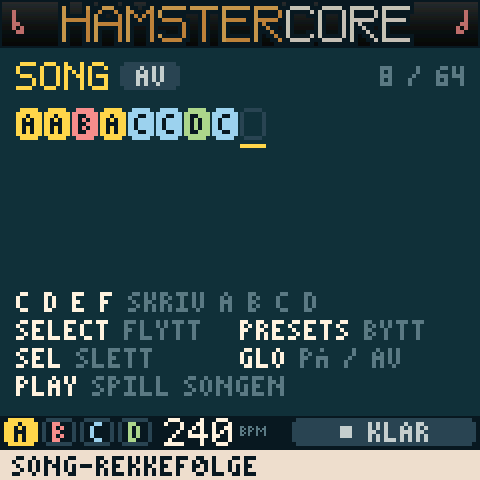 HAMSTERCORE
SONG AV 8 / 64
A A B A C C D C
C D E F SKRIV A B C D
SELECT FLYTT PRESETS BYTT
SEL SLETT GLO PÅ / AV
PLAY SPILL SONGEN
A B C D 240 BPM KLAR
SONG-REKKEFØLGE